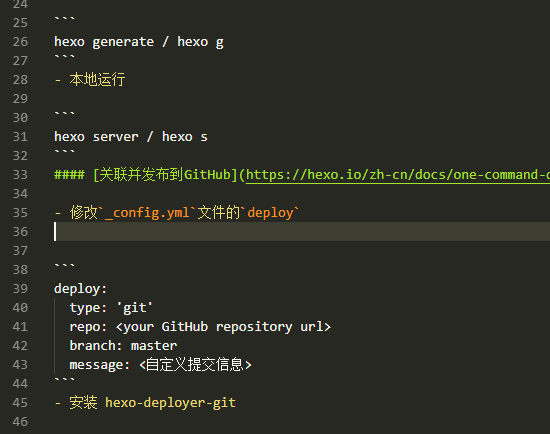 24
25 ```
26 hexo generate / hexo g
27 ```
28 - 本地运行
29
30 ```
31 hexo server / hexo s
32 ```
33 #### [关联并发布到GitHub](https://hexo.io/zh-cn/docs/one-command-d
34
35 - 修改`_config.yml`文件的`deploy`
36
37
38 ```
39 deploy:
40   type: 'git'
41   repo: <your GitHub repository url>
42   branch: master
43   message: <自定义提交信息>
44 ```
45 - 安装 hexo-deployer-git
46